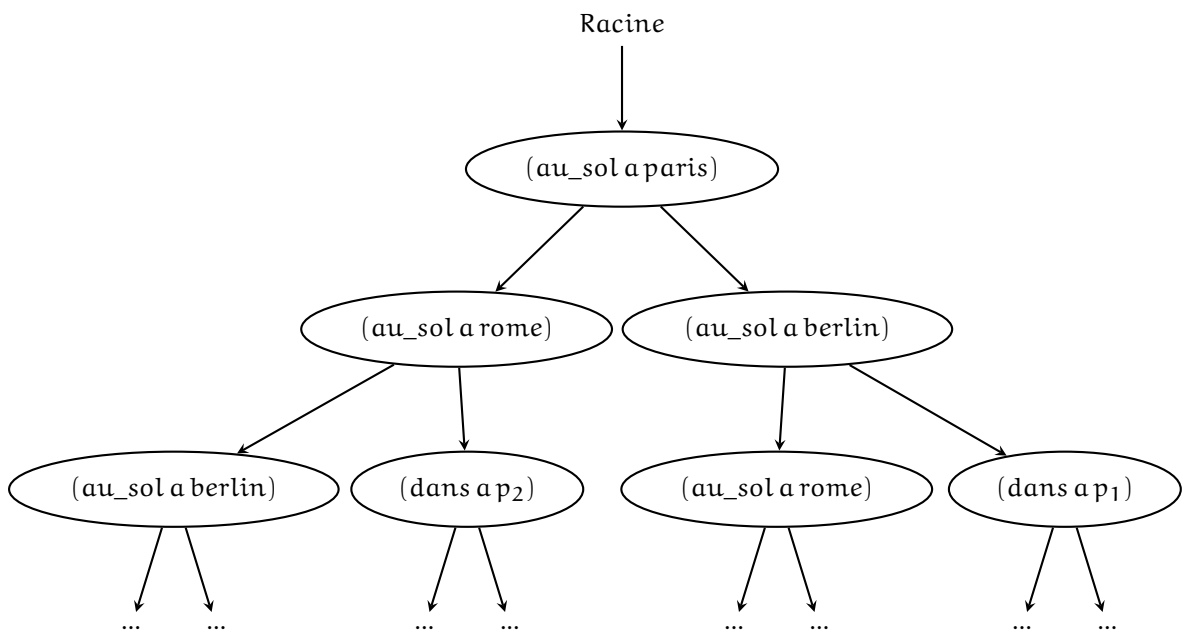 Racine
(au_sol a paris)
(au_sol a rome) (au_sol a berlin)
(au_sol a berlin) (dans a p₂) (au_sol a rome) (dans a p₁)
... ... ... ... ... ... ... ...